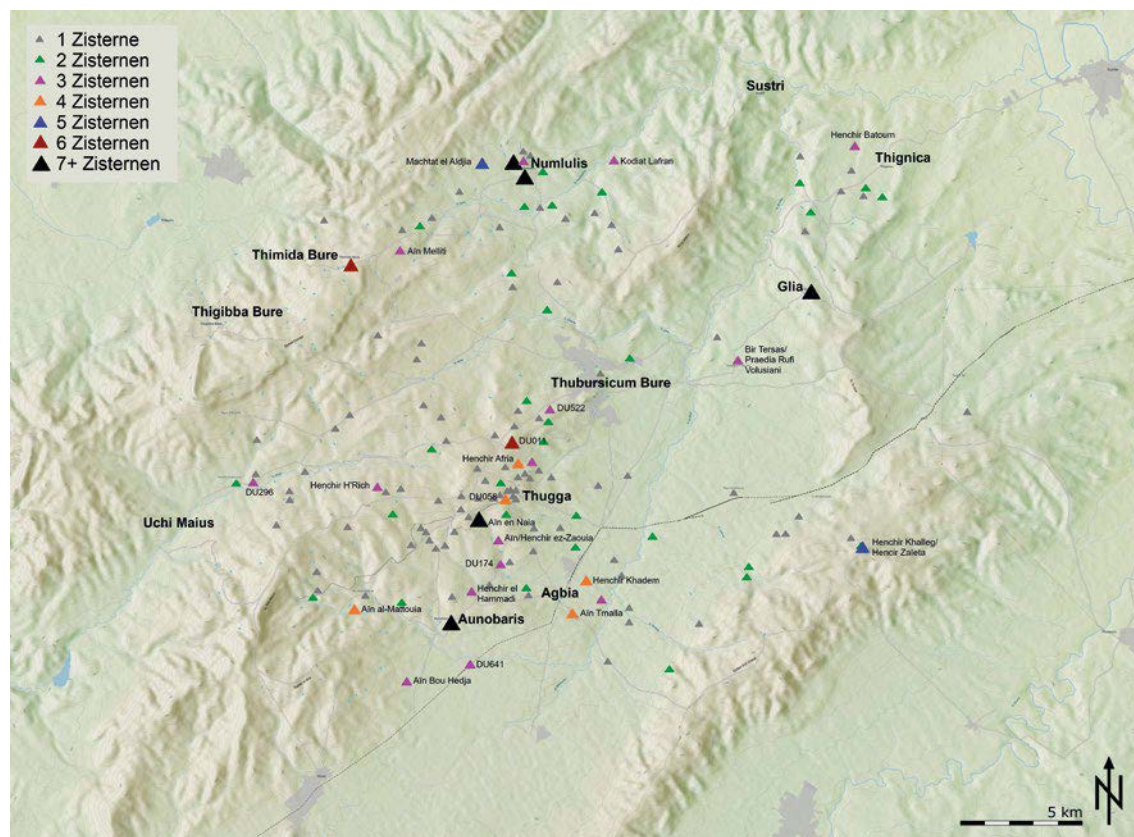 1 Zisterne
2 Zisternen
3 Zisternen
4 Zisternen
5 Zisternen
6 Zisternen
7+ Zisternen
Sustri
Henchir Batoum
Thignica
Machtat el Aldjia
Numlulis
Kodiat Lafran
Thimida Bure
Aïn Melliti
Glia
Thigibba Bure
Bir Tersas/
Praedia Rufi
Volusiani
Thubursicum Bure
DU522
DU011
Henchir Afria
DU296
Henchir H'Rich
DU058
Thugga
Uchi Maius
Aïn en Naia
Aïn/Henchir ez-Zaouia
Henchir Khalleg/
Hencir Zaleta
DU174
Henchir Khadem
Henchir el
Hammadi
Agbia
Aïn al-Mattouia
Aunobaris
Aïn Tmalla
DU641
Aïn Bou Hedja
N
5 km